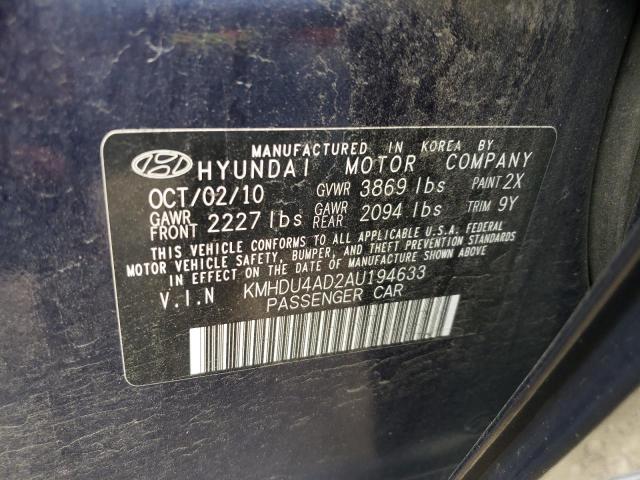 MANUFACTURED IN KOREA BY
HYUNDAI MOTOR COMPANY
OCT/02/10 GVWR 3869 lbs PAINT 2X
GAWR FRONT 2227 lbs GAWR REAR 2094 lbs TRIM 9Y
THIS VEHICLE CONFORMS TO ALL APPLICABLE U.S.A. FEDERAL
MOTOR VEHICLE SAFETY, BUMPER, AND THEFT PREVENTION STANDARDS
IN EFFECT ON THE DATE OF MANUFACTURE SHOWN ABOVE
V.I.N KMHDU4AD2AU194633
PASSENGER CAR